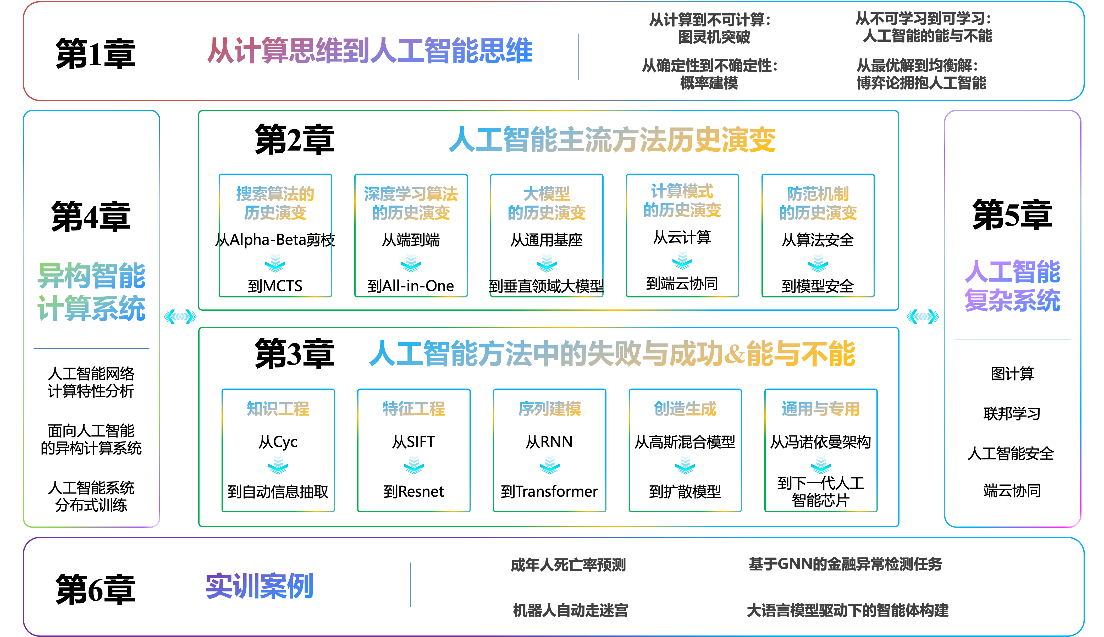 第1章
从计算思维到人工智能思维
从计算到不可计算：
图灵机突破
从不可学习到可学习：
人工智能的能与不能
从确定性到不确定性：
概率建模
从最优解到均衡解：
博弈论拥抱人工智能
第4章
异构智能
计算系统
人工智能网络
计算特性分析
面向人工智能
的异构计算系统
人工智能系统
分布式训练
第2章
人工智能主流方法历史演变
搜索算法的
历史演变
从Alpha-Beta剪枝
到MCTS
深度学习算法
的历史演变
从端到端
到All-in-One
大模型
的历史演变
从通用基座
到垂直领域大模型
计算模式
的历史演变
从云计算
到端云协同
防范机制
的历史演变
从算法安全
到模型安全
第3章
人工智能方法中的失败与成功&能与不能
知识工程
从Cyc
到自动信息抽取
特征工程
从SIFT
到Resnet
序列建模
从RNN
到Transformer
创造生成
从高斯混合模型
到扩散模型
通用与专用
从冯诺依曼架构
到下一代人工
智能芯片
第5章
人工智能
复杂系统
图计算
联邦学习
人工智能安全
端云协同
第6章
实训案例
成年人死亡率预测
基于GNN的金融异常检测任务
机器人自动走迷宫
大语言模型驱动下的智能体构建